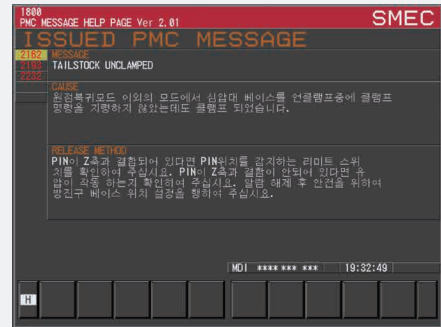 1800
PMC MESSAGE HELP PAGE Ver 2.01
SMEC
ISSUED PMC MESSAGE
2162
MESSAGE
TAILSTOCK UNCLAMPED
2232
CAUSE
원점복귀모드 이외의 모드에서 심압대 베이스를 언클램프중에 클램프
명령을 지령하지 않았는데도 클램프 되었습니다.
RELEASE METHOD
PIN이 Z축과 결합되어 있다면 PIN위치를 감지하는 리미트 스위
치를 확인하여 주십시요. PIN이 Z축과 결합이 안되어 있다면 유
압이 작동 하는지 확인하여 주십시요. 알람 해제 후 안전을 위하여
방진구 베이스 위치 설정을 행하여 주십시요.
MDI **** *** *** 19:32:49
H